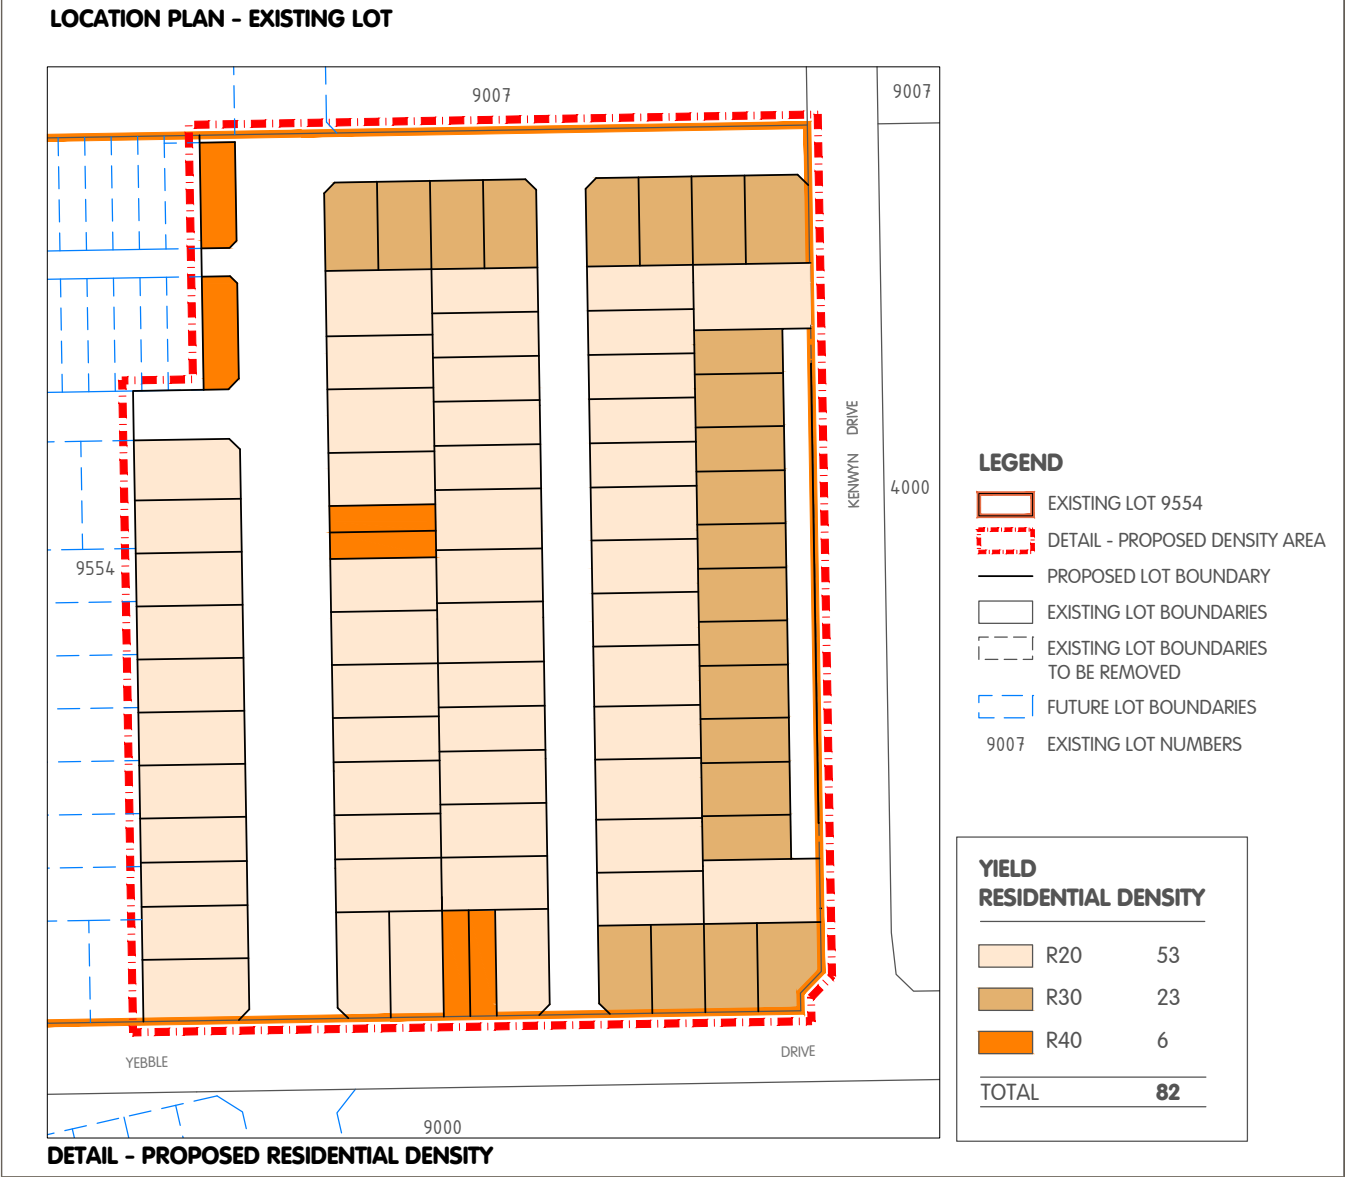 LOCATION PLAN - EXISTING LOT
9007
9007
KENWYN DRIVE
4000
9554
YEBBLE
DRIVE
9000
DETAIL - PROPOSED RESIDENTIAL DENSITY
LEGEND
EXISTING LOT 9554
DETAIL - PROPOSED DENSITY AREA
PROPOSED LOT BOUNDARY
EXISTING LOT BOUNDARIES
EXISTING LOT BOUNDARIES
TO BE REMOVED
FUTURE LOT BOUNDARIES
9007 EXISTING LOT NUMBERS
YIELD
RESIDENTIAL DENSITY
R20 53
R30 23
R40 6
TOTAL 82